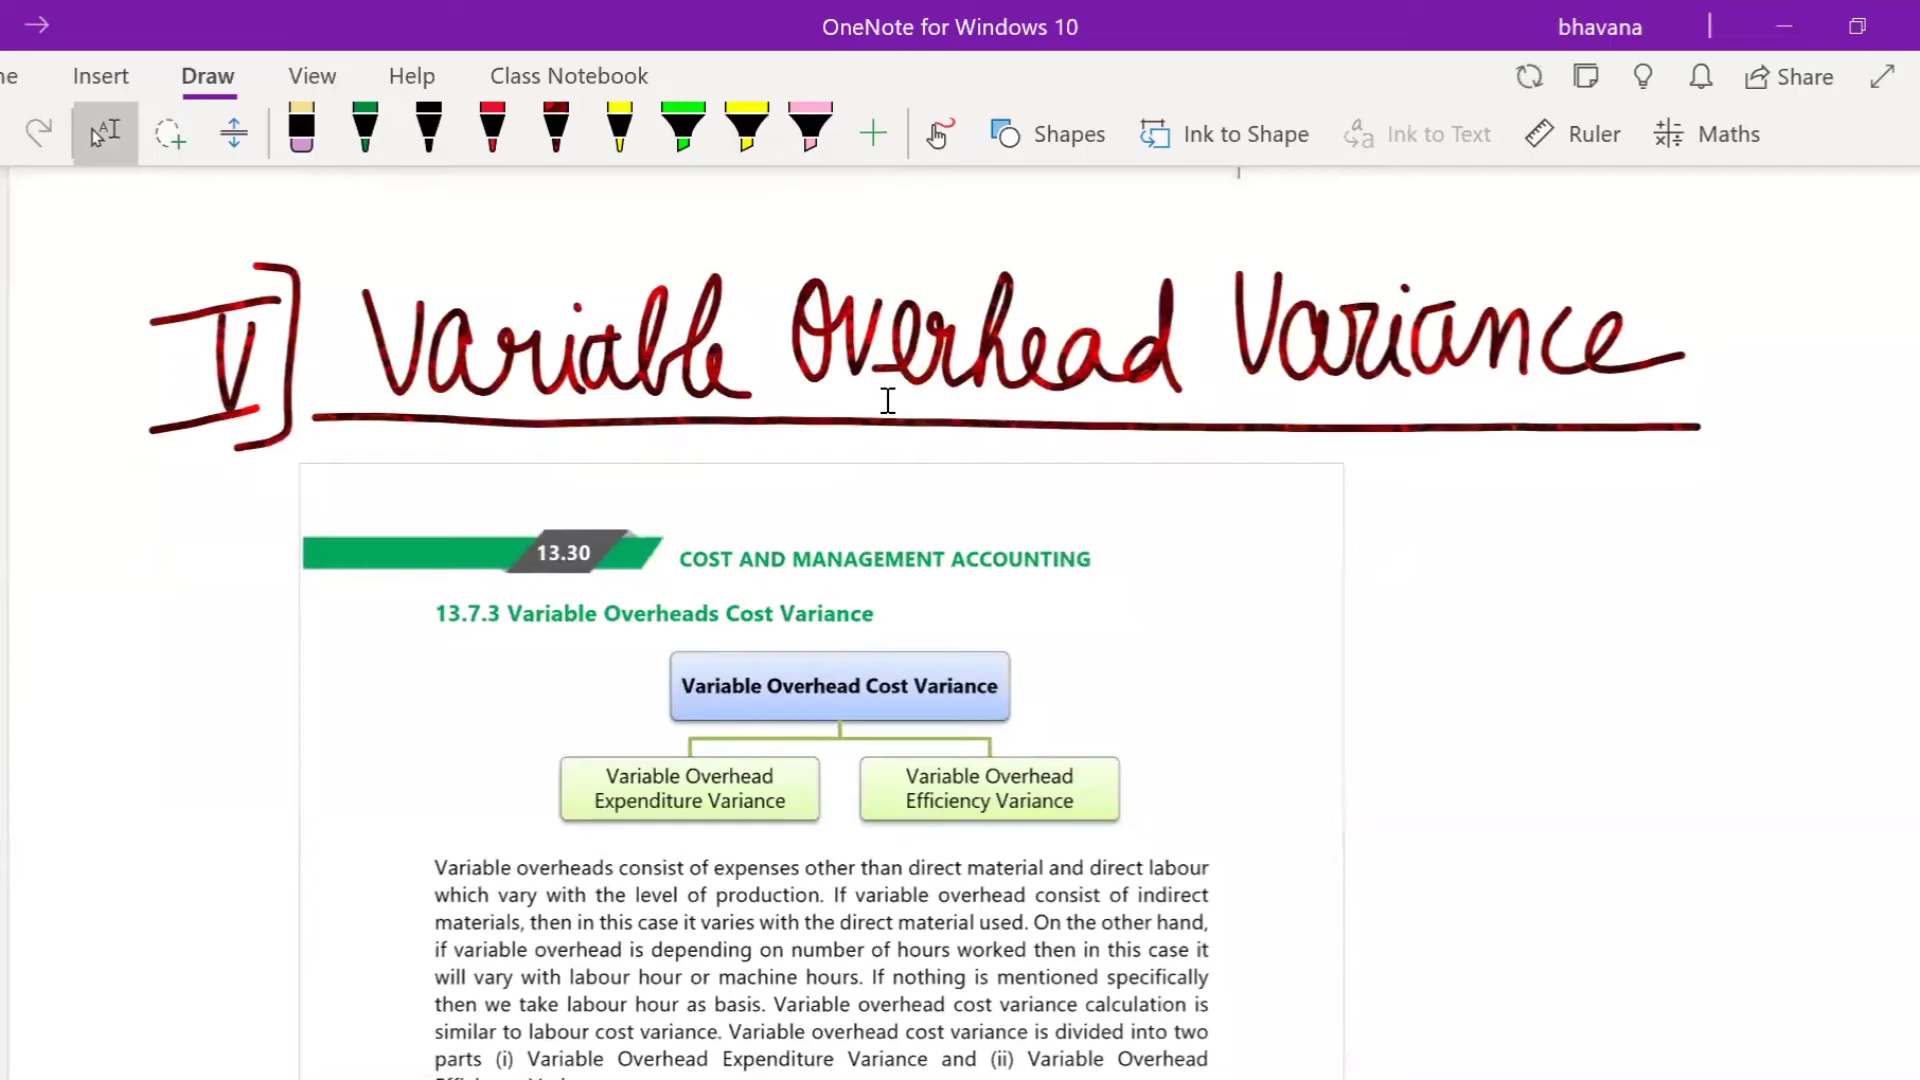 OneNote for Windows 10
bhavana
Insert Draw View Help Class Notebook
Share
Shapes Ink to Shape Ink to Text Ruler Maths
V] Variable Overhead Variance
13.30 COST AND MANAGEMENT ACCOUNTING
13.7.3 Variable Overheads Cost Variance
Variable Overhead Cost Variance
Variable Overhead
Expenditure Variance
Variable Overhead
Efficiency Variance
Variable overheads consist of expenses other than direct material and direct labour
which vary with the level of production. If variable overhead consist of indirect
materials, then in this case it varies with the direct material used. On the other hand,
if variable overhead is depending on number of hours worked then in this case it
will vary with labour hour or machine hours. If nothing is mentioned specifically
then we take labour hour as basis. Variable overhead cost variance calculation is
similar to labour cost variance. Variable overhead cost variance is divided into two
parts (i) Variable Overhead Expenditure Variance and (ii) Variable Overhead